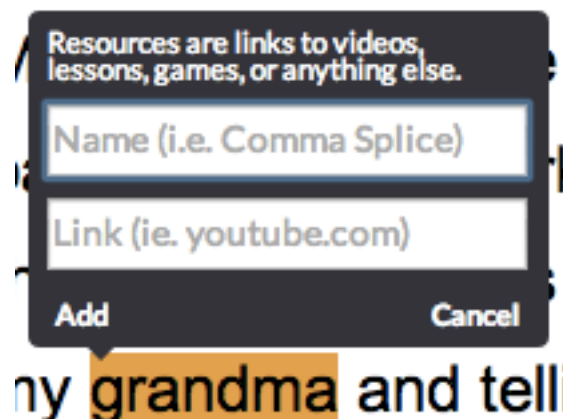 Resources are links to videos,
lessons, games, or anything else.
Name (i.e. Comma Splice)
Link (ie. youtube.com)
Add Cancel
grandma and